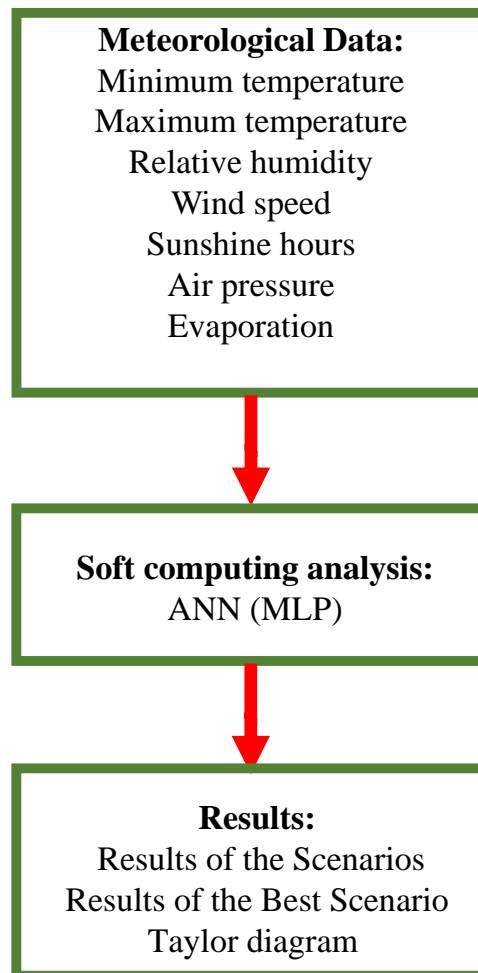 Meteorological Data:
Minimum temperature
Maximum temperature
Relative humidity
Wind speed
Sunshine hours
Air pressure
Evaporation
Soft computing analysis:
ANN (MLP)
Results:
Results of the Scenarios
Results of the Best Scenario
Taylor diagram